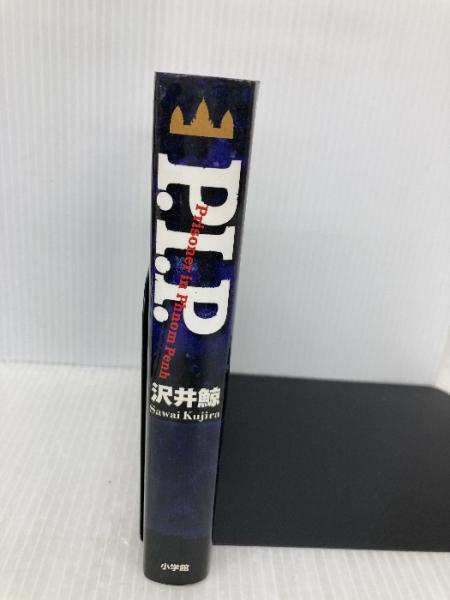 P.I.P.
Prisoner in Phnom Penh
沢井鯨
Sawai Kujira
小学館